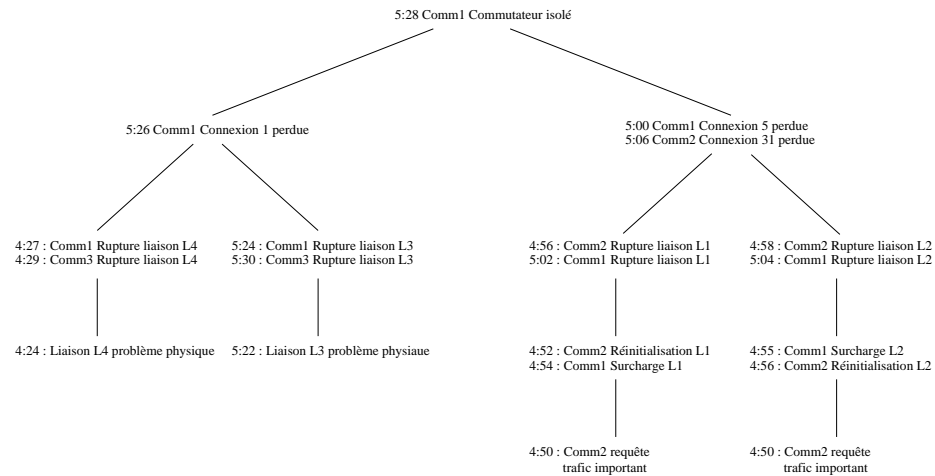 5:28 Comm1 Commutateur isolé
5:26 Comm1 Connexion 1 perdue
5:00 Comm1 Connexion 5 perdue
5:06 Comm2 Connexion 31 perdue
4:27 : Comm1 Rupture liaison L4
4:29 : Comm3 Rupture liaison L4
5:24 : Comm1 Rupture liaison L3
5:30 : Comm3 Rupture liaison L3
4:56 : Comm2 Rupture liaison L1
5:02 : Comm1 Rupture liaison L1
4:58 : Comm2 Rupture liaison L2
5:04 : Comm1 Rupture liaison L2
4:24 : Liaison L4 problème physique
5:22 : Liaison L3 problème physiaue
4:52 : Comm2 Réinitialisation L1
4:54 : Comm1 Surcharge L1
4:55 : Comm1 Surcharge L2
4:56 : Comm2 Réinitialisation L2
4:50 : Comm2 requête
trafic important
4:50 : Comm2 requête
trafic important